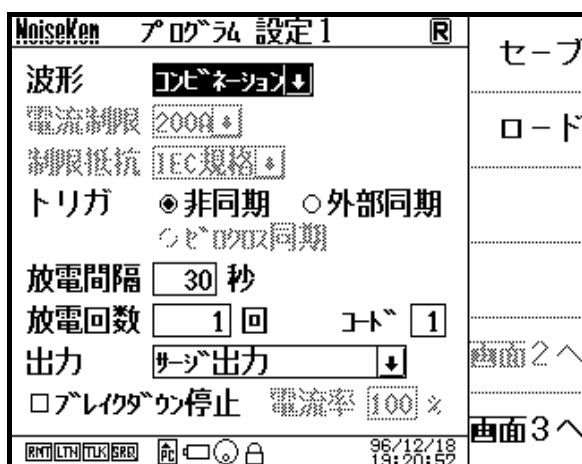 NoiseKen プログラム 設定1 R
セーブ
波形 コンビネーション
電流制限 200A
ロード
制限抵抗 IEC規格
トリガ 非同期 外部同期
ゼロクロス同期
放電間隔 30 秒
放電回数 1 回 コード 1
画面2へ
出力 サージ出力
ブレイクダウン停止 電流率 100 %
画面3へ
RMT LTN TLK SRQ PC 96/12/18
19:20:52